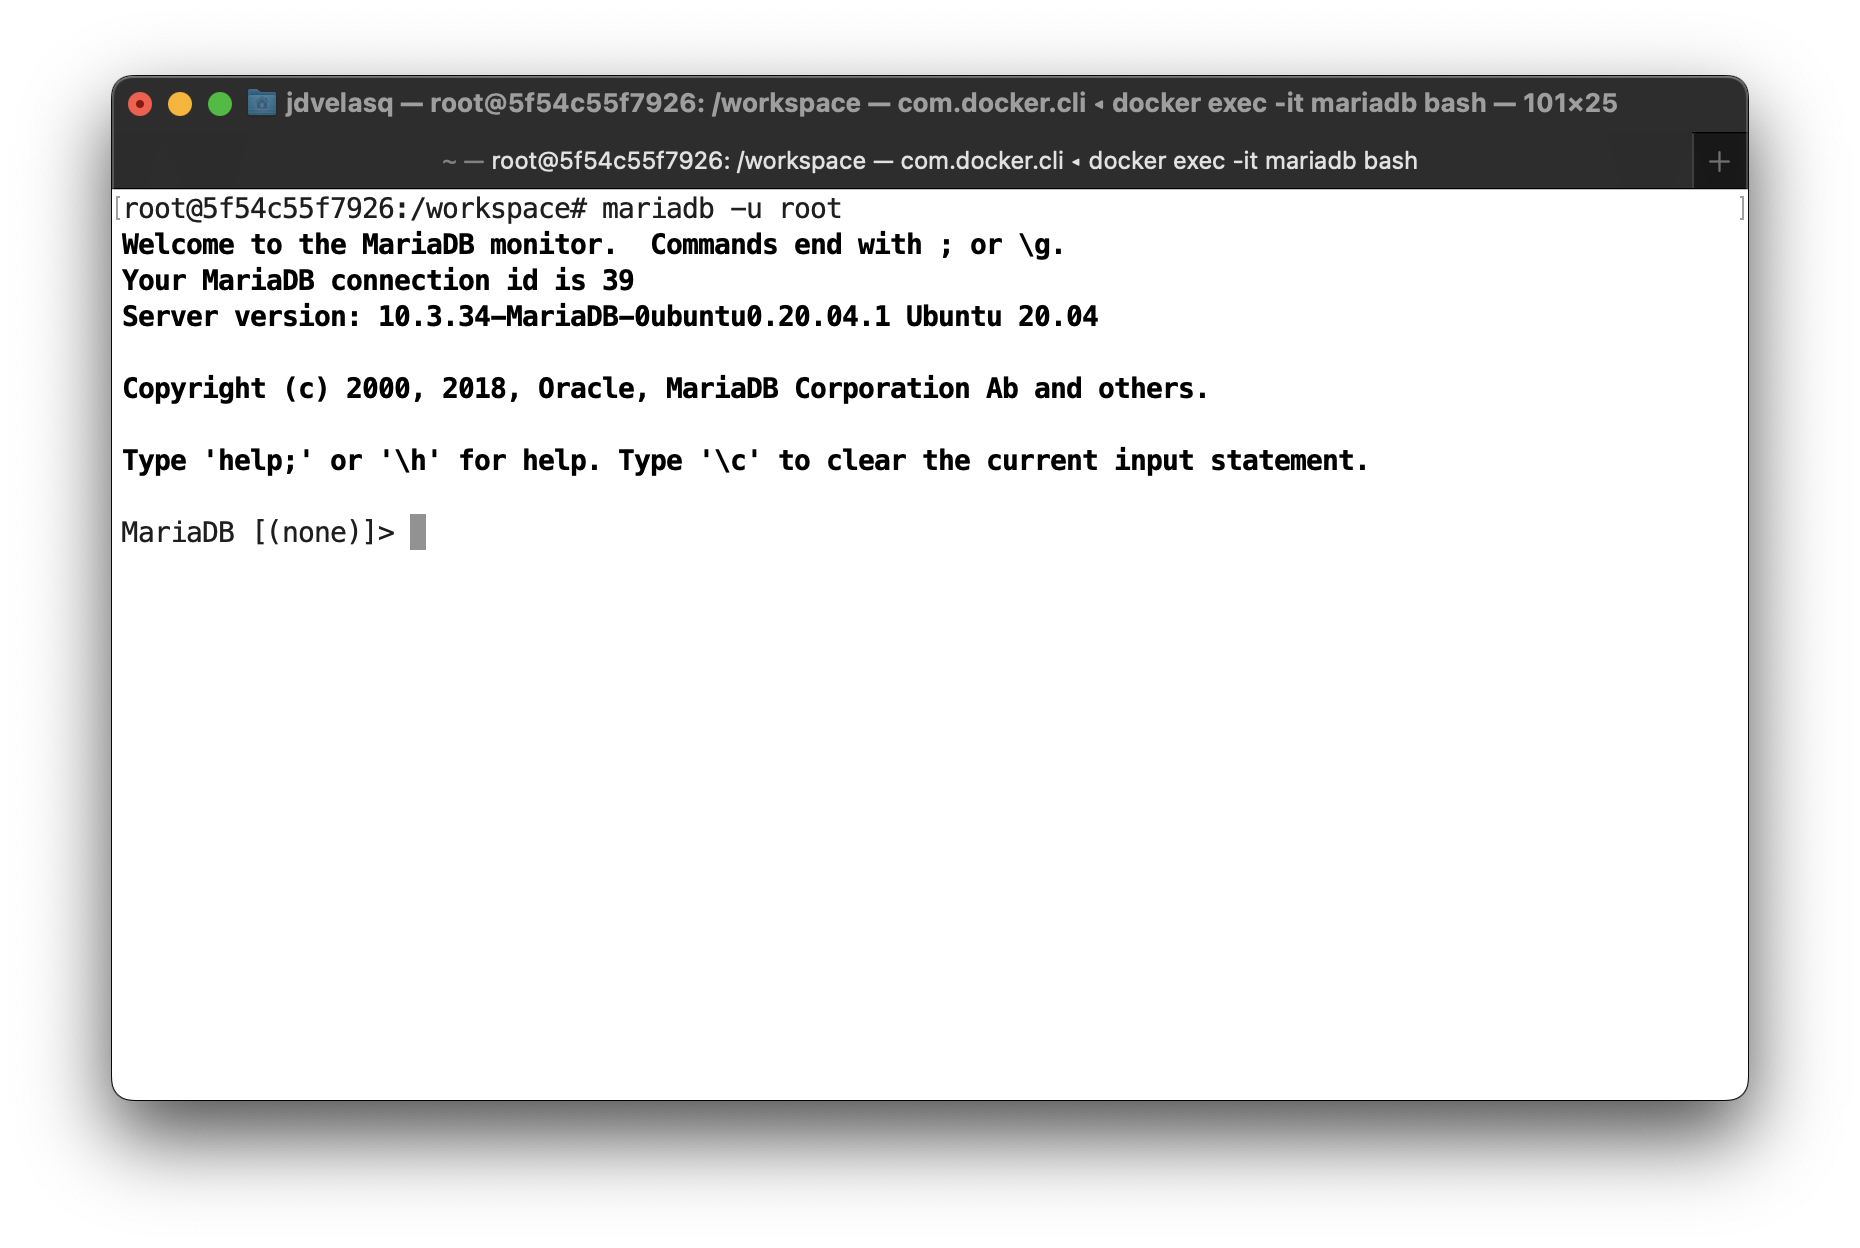 jdvelasq — root@5f54c55f7926: /workspace — com.docker.cli ◂ docker exec -it mariadb bash — 101×25
~ — root@5f54c55f7926: /workspace — com.docker.cli ◂ docker exec -it mariadb bash
[root@5f54c55f7926:/workspace# mariadb -u root ]
Welcome to the MariaDB monitor.  Commands end with ; or \g.
Your MariaDB connection id is 39
Server version: 10.3.34-MariaDB-0ubuntu0.20.04.1 Ubuntu 20.04
Copyright (c) 2000, 2018, Oracle, MariaDB Corporation Ab and others.
Type 'help;' or '\h' for help. Type '\c' to clear the current input statement.
MariaDB [(none)]>